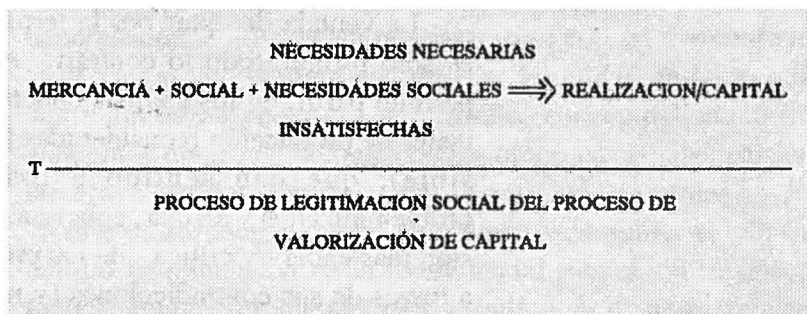 NECESIDADES NECESARIAS
MERCANCIA + SOCIAL + NECESIDADES SOCIALES ⟹ REALIZACION/CAPITAL
INSATISFECHAS
T
PROCESO DE LEGITIMACION SOCIAL DEL PROCESO DE
VALORIZACIÓN DE CAPITAL